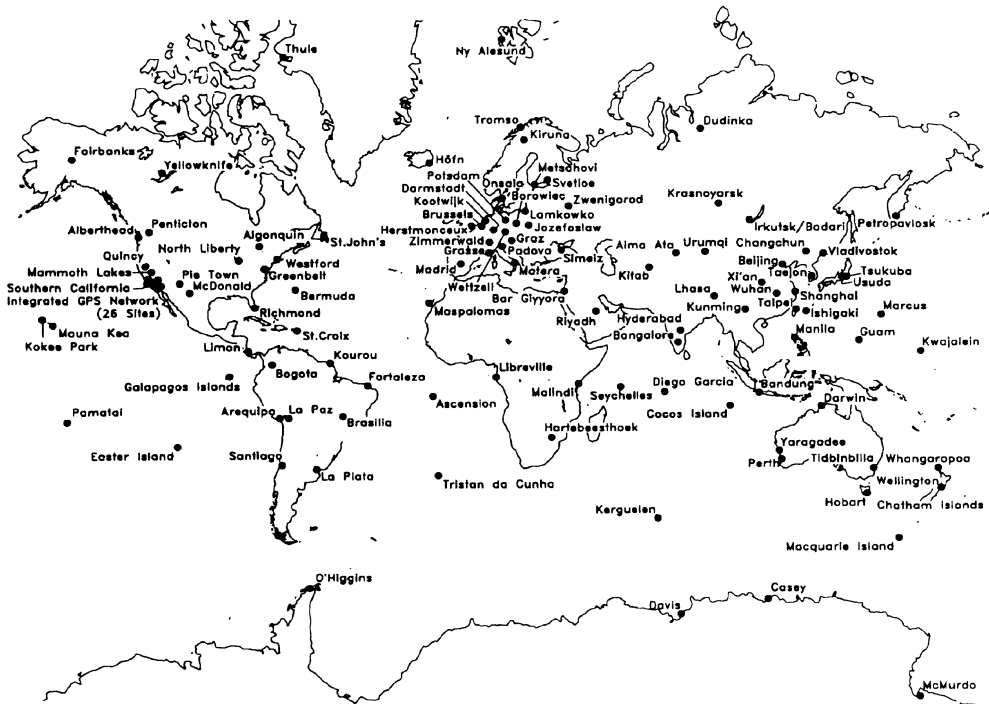 Thule
Ny Alesund
Tromso
Kiruna
Dudinka
Fairbanks
Yellowknife
Höfn
Metsahovi
Potsdam
Onsala
Svetloe
Darmstadt
Borowiec
Zwenigorod
Krasnoyarsk
Kootwijk
Lamkowko
Brussels
Jozefoslaw
Irkutsk/Badari
Petropavlosk
Alberthead
Penticton
Algonquin
St.John's
Herstmonceux
Zimmerwald
Graz
North Liberty
Westford
Grasse
Padova
Simeiz
Alma Ata
Urumqi
Changchun
Vladivostok
Quincy
Mammoth Lakes
Pie Town
Greenbelt
Madrid
Matera
Kitab
Beijing
Taejon
Tsukuba
Southern California
McDonald
Wettzell
Xi'an
Usuda
Integrated GPS Network
Bermuda
Bar Giyyora
Lhasa
Wuhan
Shanghai
(26 Sites)
Richmond
Maspalomas
Riyadh
Kunming
Taipei
Ishigaki
Marcus
Mauna Kea
St.Croix
Hyderabad
Manila
Kokee Park
Limon
Bangalore
Guam
Kwajalein
Kourou
Libreville
Galapagos Islands
Bogota
Fortaleza
Malindi
Seychelles
Diego Garcia
Bandung
Pamatai
Arequipa
La Paz
Brasilia
Ascension
Cocos Island
Darwin
Hartebeesthoek
Easter Island
Santiago
La Plata
Tristan da Cunha
Yaragadee
Perth
Tidbinbilla
Whangaropoa
Wellington
Hobart
Chatham Islands
Kerguelen
Macquarie Island
O'Higgins
Davis
Casey
McMurdo